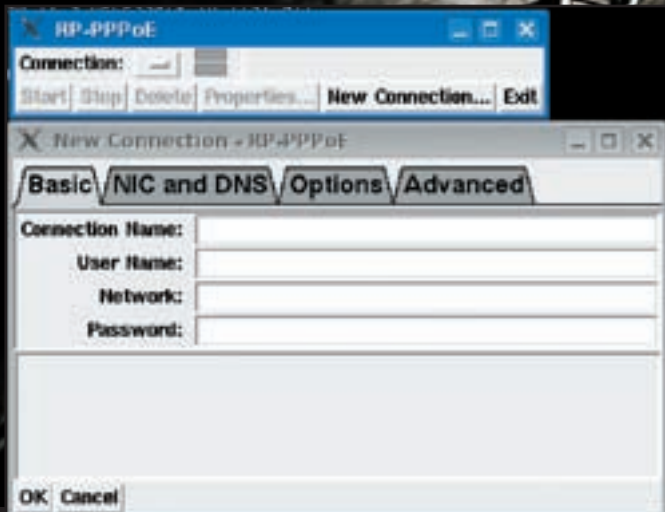 RP-PPPoE
Connection:
Start Stop Delete Properties... New Connection... Exit
New Connection - RP-PPPoE
Basic NIC and DNS Options Advanced
Connection Name:
User Name:
Network:
Password:
OK Cancel